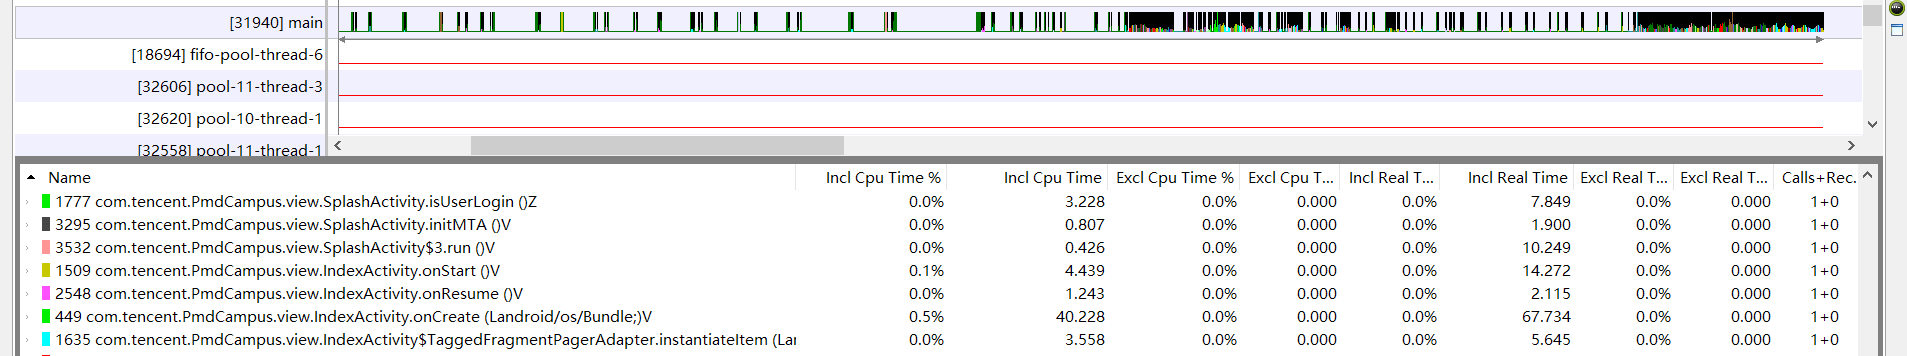 [31940] main
[18694] fifo-pool-thread-6
[32606] pool-11-thread-3
[32620] pool-10-thread-1
[32558] pool-11-thread-1
Name Incl Cpu Time % Incl Cpu Time Excl Cpu Time % Excl Cpu T... Incl Real T... Incl Real Time Excl Real T... Excl Real T... Calls+Rec.
1777 com.tencent.PmdCampus.view.SplashActivity.isUserLogin ()Z 0.0% 3.228 0.0% 0.000 0.0% 7.849 0.0% 0.000 1+0
3295 com.tencent.PmdCampus.view.SplashActivity.initMTA ()V 0.0% 0.807 0.0% 0.000 0.0% 1.900 0.0% 0.000 1+0
3532 com.tencent.PmdCampus.view.SplashActivity$3.run ()V 0.0% 0.426 0.0% 0.000 0.0% 10.249 0.0% 0.000 1+0
1509 com.tencent.PmdCampus.view.IndexActivity.onStart ()V 0.1% 4.439 0.0% 0.000 0.0% 14.272 0.0% 0.000 1+0
2548 com.tencent.PmdCampus.view.IndexActivity.onResume ()V 0.0% 1.243 0.0% 0.000 0.0% 2.115 0.0% 0.000 1+0
449 com.tencent.PmdCampus.view.IndexActivity.onCreate (Landroid/os/Bundle;)V 0.5% 40.228 0.0% 0.000 0.0% 67.734 0.0% 0.000 1+0
1635 com.tencent.PmdCampus.view.IndexActivity$TaggedFragmentPagerAdapter.instantiateItem (Lar 0.0% 3.558 0.0% 0.000 0.0% 5.645 0.0% 0.000 1+0